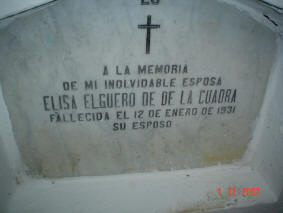 A LA MEMORIA
DE MI INOLVIDABLE ESPOSA
ELISA ELGUERO DE DE LA CUADRA
FALLECIDA EL 12 DE ENERO DE 1931
SU ESPOSO